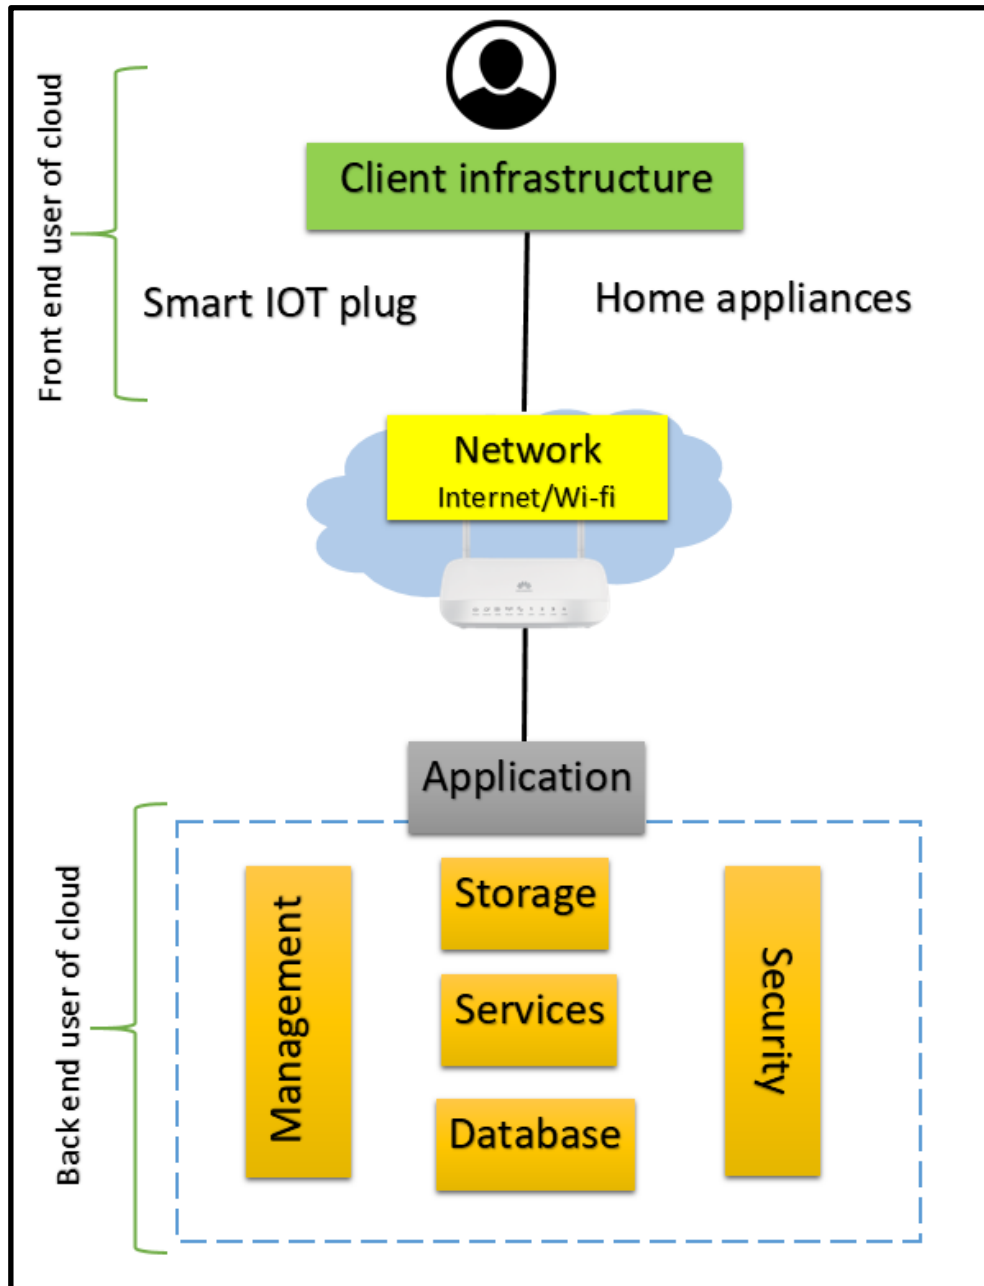 Front end user of cloud
Client infrastructure
Smart IOT plug
Home appliances
Network
Internet/Wi-fi
Application
Back end user of cloud
Management
Storage
Services
Database
Security